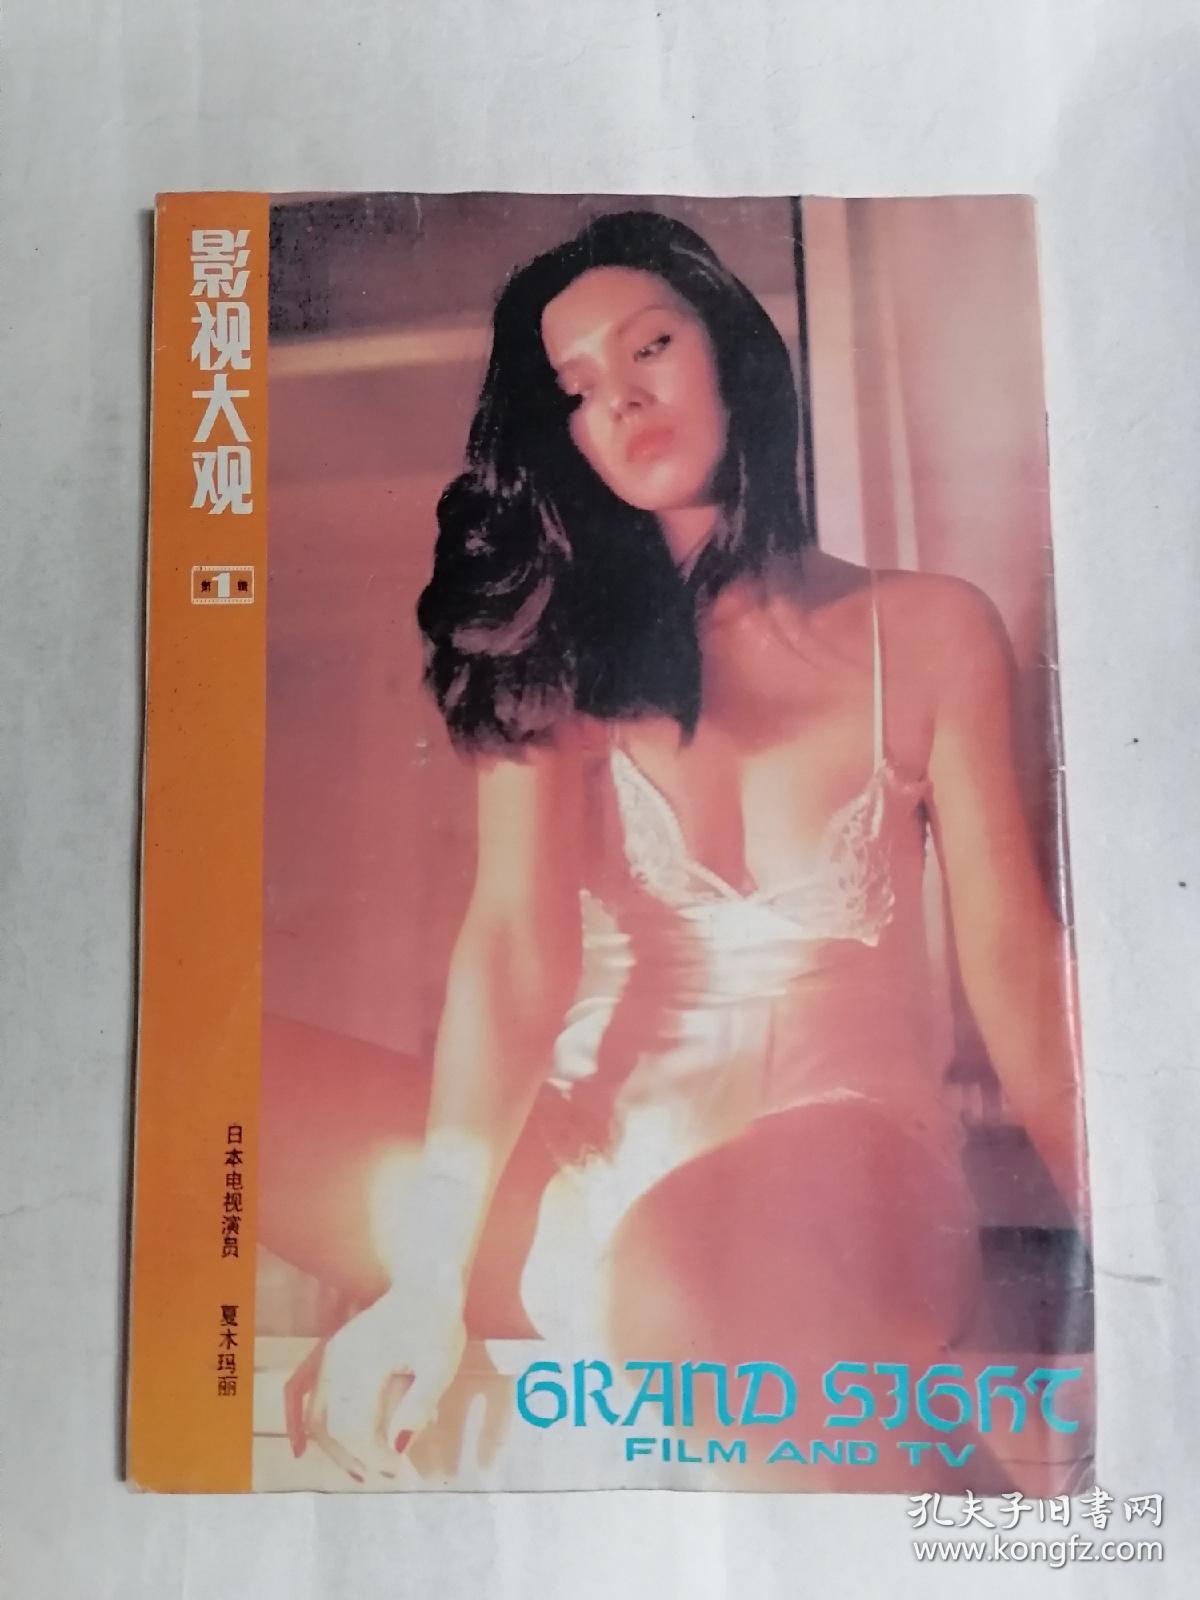 影视大观
第1辑
日本电视演员 夏木玛丽
GRAND SIGHT
FILM AND TV
孔夫子旧书网
www.kongfz.com